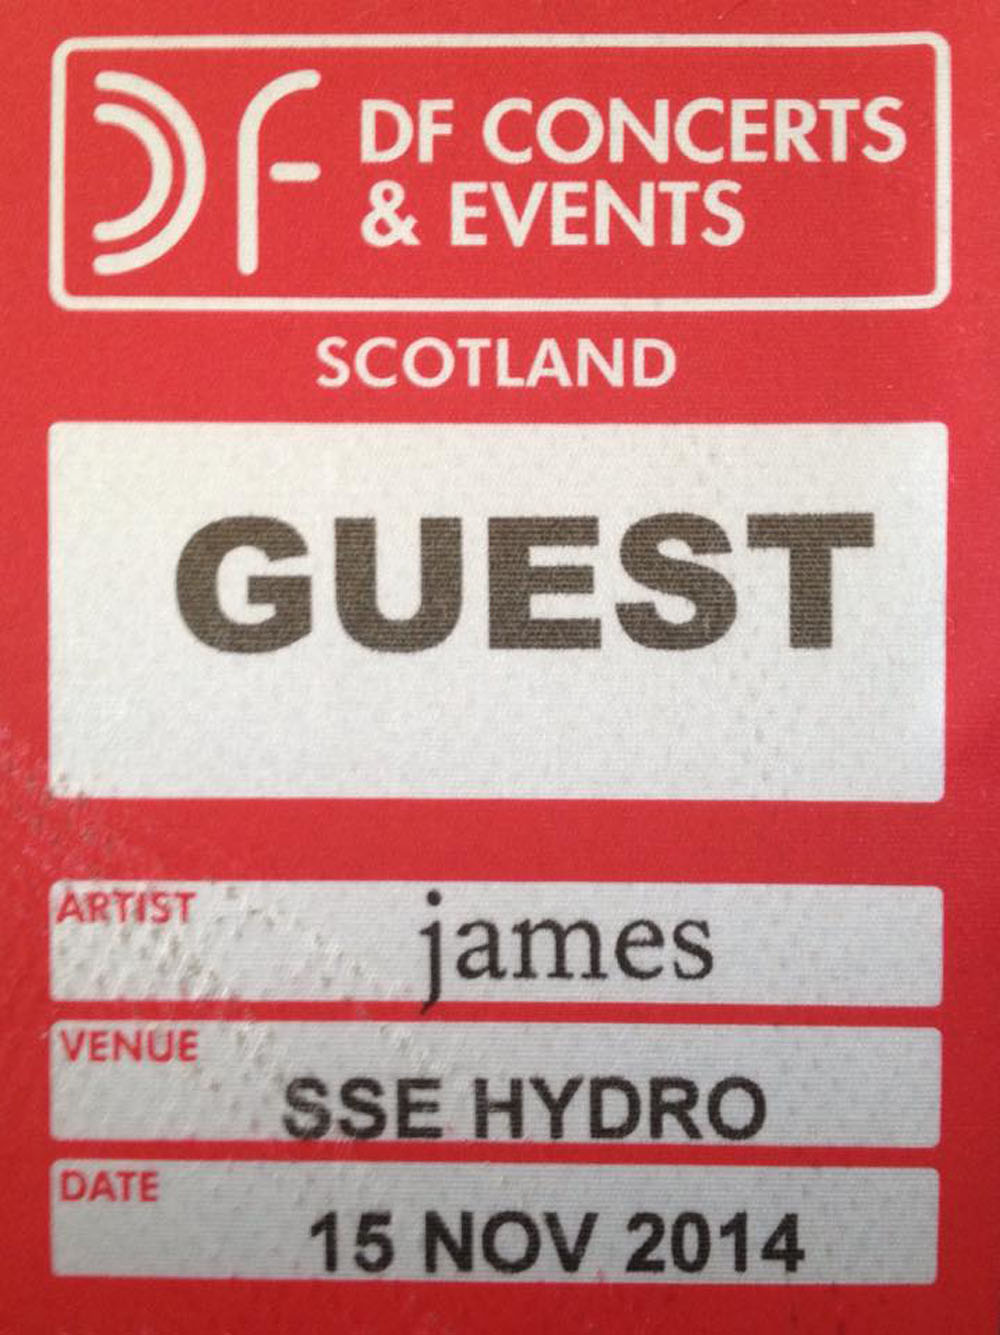 DF DF CONCERTS
& EVENTS
SCOTLAND
GUEST
ARTIST
james
VENUE
SSE HYDRO
DATE
15 NOV 2014